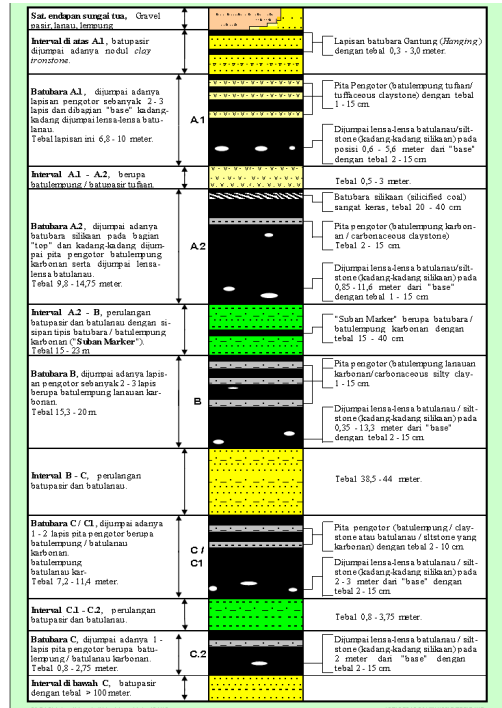 Sat. endapan sungai tua, Gravel
pasir, lanau, lempung
Interval di atas A.1, batupasir
dijumpai adanya nodul clay
ironstone.
Lapisan batubara Gantung (Hanging)
dengan tebal 0,3 - 3,0 meter.
Batubara A.1, dijumpai adanya
lapisan pengotor sebanyak 2 - 3
lapis dan dibagian "base" kadang-
kadang dijumpai lensa-lensa batu-
lanau.
Tebal lapisan ini 6,8 - 10 meter.
A.1
Pita Pengotor (batulempung tufaan/
tuffaceous claystone) dengan tebal
1 - 15 cm.
Dijumpai lensa-lensa batulanau/silt-
stone (kadang-kadang silikaan) pada
posisi 0,6 - 5,6 meter dari "base"
dengan tebal 2 - 15 cm
Interval A.1 - A.2, berupa
batulempung / batupasir tufaan.
Tebal 0,5 - 3 meter.
Batubara A.2, dijumpai adanya
batubara silikaan pada bagian
"top" dan kadang-kadang dijum-
pai pita pengotor batulempung
karbonan serta dijumpai lensa-
lensa batulanau.
Tebal 9,8 - 14,75 meter.
A.2
Batubara silikaan (silicified coal)
sangat keras, tebal 20 - 40 cm
Pita pengotor (batulempung karbon-
an / carbonaceous claystone)
Tebal 2 - 15 cm.
Dijumpai lensa-lensa batulanau/silt-
stone (kadang-kadang silikaan) pada
0,85 - 11,6 meter dari "base"
dengan tebal 1 - 15 cm
Interval A.2 - B, perulangan
batupasir dan batulanau dengan si-
sipan tipis batubara / batulempung
karbonan ("Suban Marker").
Tebal 15 - 23 m
"Suban Marker" berupa batubara /
batulempung karbonan dengan
tebal 15 - 40 cm
Batubara B, dijumpai adanya lapis-
an pengotor sebanyak 2 - 3 lapis
berupa batulempung lanauan kar-
bonan.
Tebal 15,3 - 20 m.
B
Pita pengotor (batulempung lanauan
karbonan/carbonaceous silty clay-
1 - 15 cm.
Dijumpai lensa-lensa batulanau / silt-
stone (kadang-kadang silikaan) pada
0,35 - 13,3 meter dari "base"
dengan tebal 2 - 15 cm
Interval B - C, perulangan
batupasir dan batulanau.
Tebal 38,5 - 44 meter.
Batubara C / C1, dijumpai adanya
1 - 2 lapis pita pengotor berupa
batulempung / batulanau
karbonan.
batulempung
batulanau kar-
Tebal 7,2 - 11,4 meter.
C /
C1
Pita pengotor (batulempung / clay-
stone atau batulanau / siltstone yang
karbonan) dengan tebal 2 - 10 cm
Dijumpai lensa-lensa batulanau / silt-
stone (kadang-kadang silikaan) pada
2 - 3 meter dari "base" dengan
tebal 2 - 15 cm.
Interval C.1 - C.2, perulangan
batupasir dan batulanau.
Tebal 0,8 - 3,75 meter.
Batubara C, dijumpai adanya 1 -
lapis pita pengotor berupa batu-
lempung / batulanau karbonan.
Tebal 0,8 - 2,75 meter.
C.2
Dijumpai lensa-lensa batulanau / silt-
stone (kadang-kadang silikaan) pada
2 meter dari "base" dengan
tebal 2 - 15 cm.
Interval di bawah C, batupasir
dengan tebal > 100 meter.